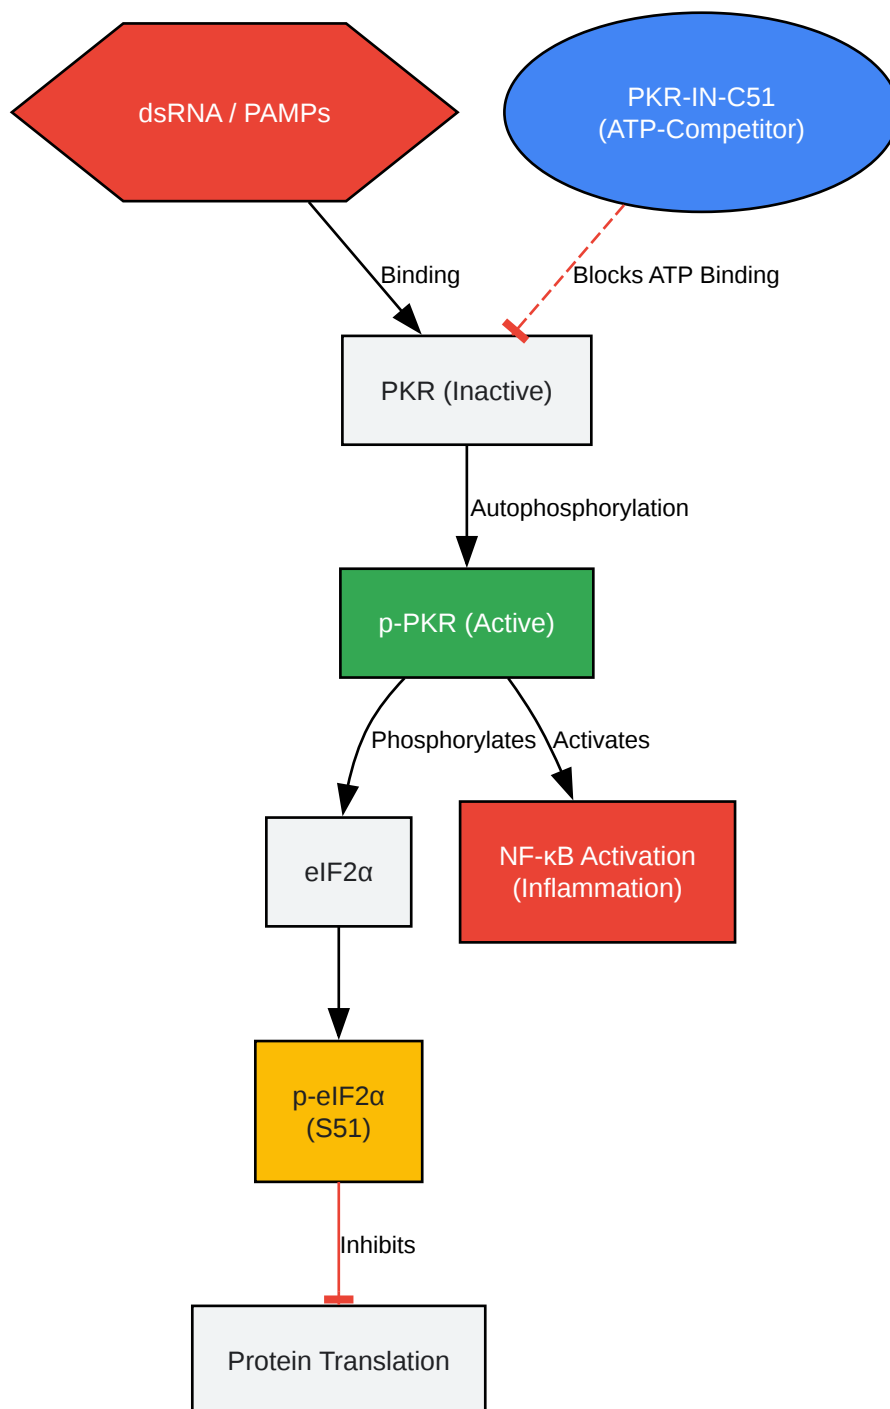 dsRNA / PAMPs
PKR-IN-C51
(ATP-Competitor)
Binding
Blocks ATP Binding
PKR (Inactive)
Autophosphorylation
p-PKR (Active)
Phosphorylates
Activates
eIF2α
NF-κB Activation
(Inflammation)
p-eIF2α
(S51)
Inhibits
Protein Translation